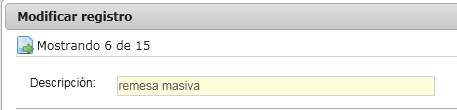 Modificar registro
Mostrando 6 de 15
Descripción: remesa masiva